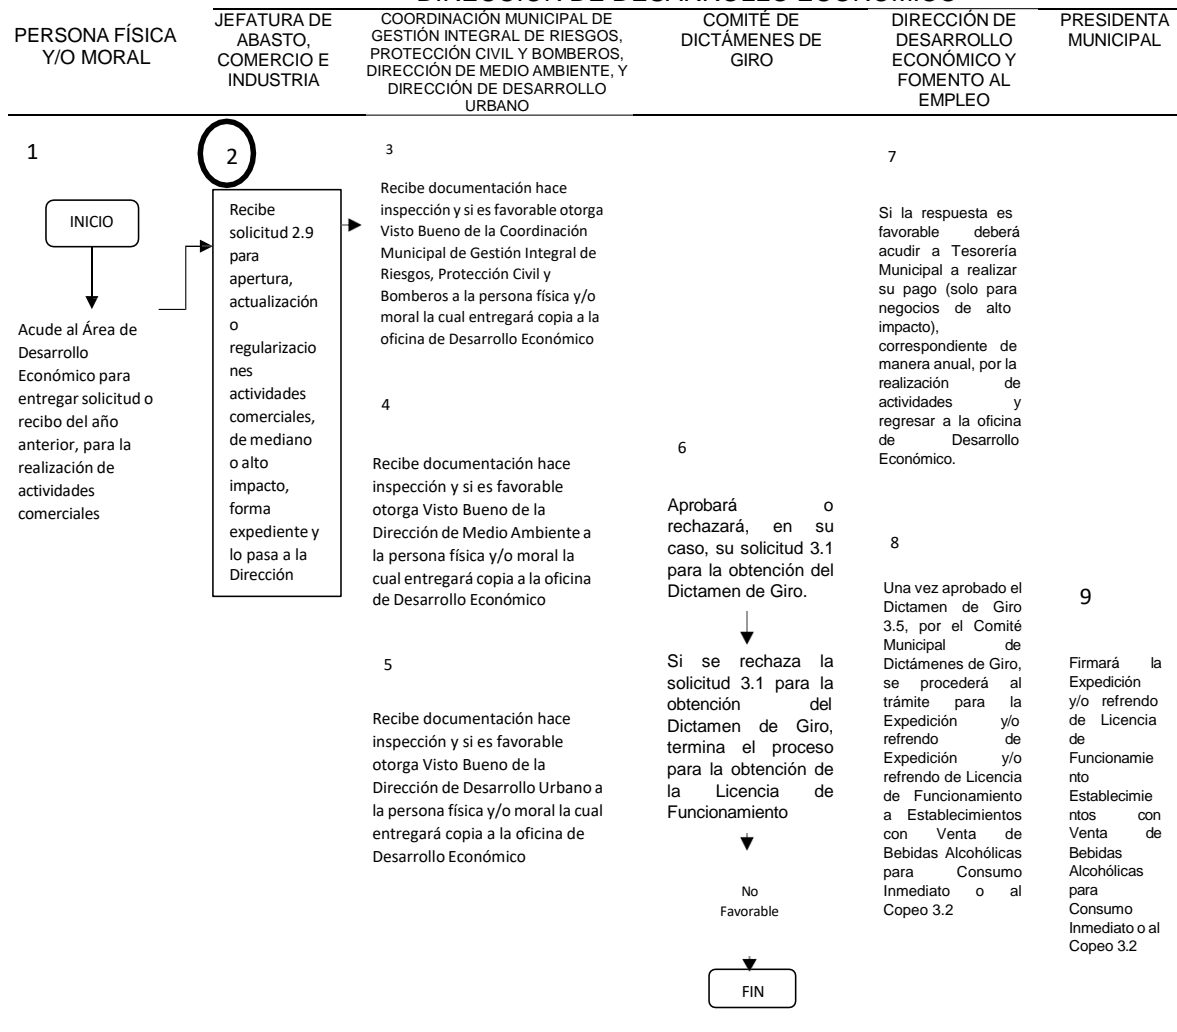 DIRECCIÓN DE DESARROLLO ECONÓMICO
PERSONA FÍSICA
Y/O MORAL
JEFATURA DE
ABASTO,
COMERCIO E
INDUSTRIA
COORDINACIÓN MUNICIPAL DE
GESTIÓN INTEGRAL DE RIESGOS,
PROTECCIÓN CIVIL Y BOMBEROS,
DIRECCIÓN DE MEDIO AMBIENTE, Y
DIRECCIÓN DE DESARROLLO
URBANO
COMITÉ DE
DICTÁMENES DE
GIRO
DIRECCIÓN DE
DESARROLLO
ECONÓMICO Y
FOMENTO AL
EMPLEO
PRESIDENTA
MUNICIPAL
1
INICIO
Acude al Área de
Desarrollo
Económico para
entregar solicitud o
recibo del año
anterior, para la
realización de
actividades
comerciales
2
Recibe
solicitud 2.9
para
apertura,
actualización
o
regularizacio
nes
actividades
comerciales,
de mediano
o alto
impacto,
forma
expediente y
lo pasa a la
Dirección
3
Recibe documentación hace
inspección y si es favorable otorga
Visto Bueno de la Coordinación
Municipal de Gestión Integral de
Riesgos, Protección Civil y
Bomberos a la persona física y/o
moral la cual entregará copia a la
oficina de Desarrollo Económico
4
Recibe documentación hace
inspección y si es favorable
otorga Visto Bueno de la
Dirección de Medio Ambiente a
la persona física y/o moral la
cual entregará copia a la oficina
de Desarrollo Económico
5
Recibe documentación hace
inspección y si es favorable
otorga Visto Bueno de la
Dirección de Desarrollo Urbano a
la persona física y/o moral la cual
entregará copia a la oficina de
Desarrollo Económico
6
Aprobará o
rechazará, en su
caso, su solicitud 3.1
para la obtención del
Dictamen de Giro.
Si se rechaza la
solicitud 3.1 para la
obtención del
Dictamen de Giro,
termina el proceso
para la obtención de
la Licencia de
Funcionamiento
No
Favorable
FIN
7
Si la respuesta es
favorable deberá
acudir a Tesorería
Municipal a realizar
su pago (solo para
negocios de alto
impacto),
correspondiente de
manera anual, por la
realización de
actividades y
regresar a la oficina
de Desarrollo
Económico.
8
Una vez aprobado el
Dictamen de Giro
3.5, por el Comité
Municipal de
Dictámenes de Giro,
se procederá al
trámite para la
Expedición y/o
refrendo de
Expedición y/o
refrendo de Licencia
de Funcionamiento
a Establecimientos
con Venta de
Bebidas Alcohólicas
para Consumo
Inmediato o al
Copeo 3.2
9
Firmará la
Expedición
y/o refrendo
de Licencia
de
Funcionamie
nto
Establecimie
ntos con
Venta de
Bebidas
Alcohólicas
para
Consumo
Inmediato o al
Copeo 3.2